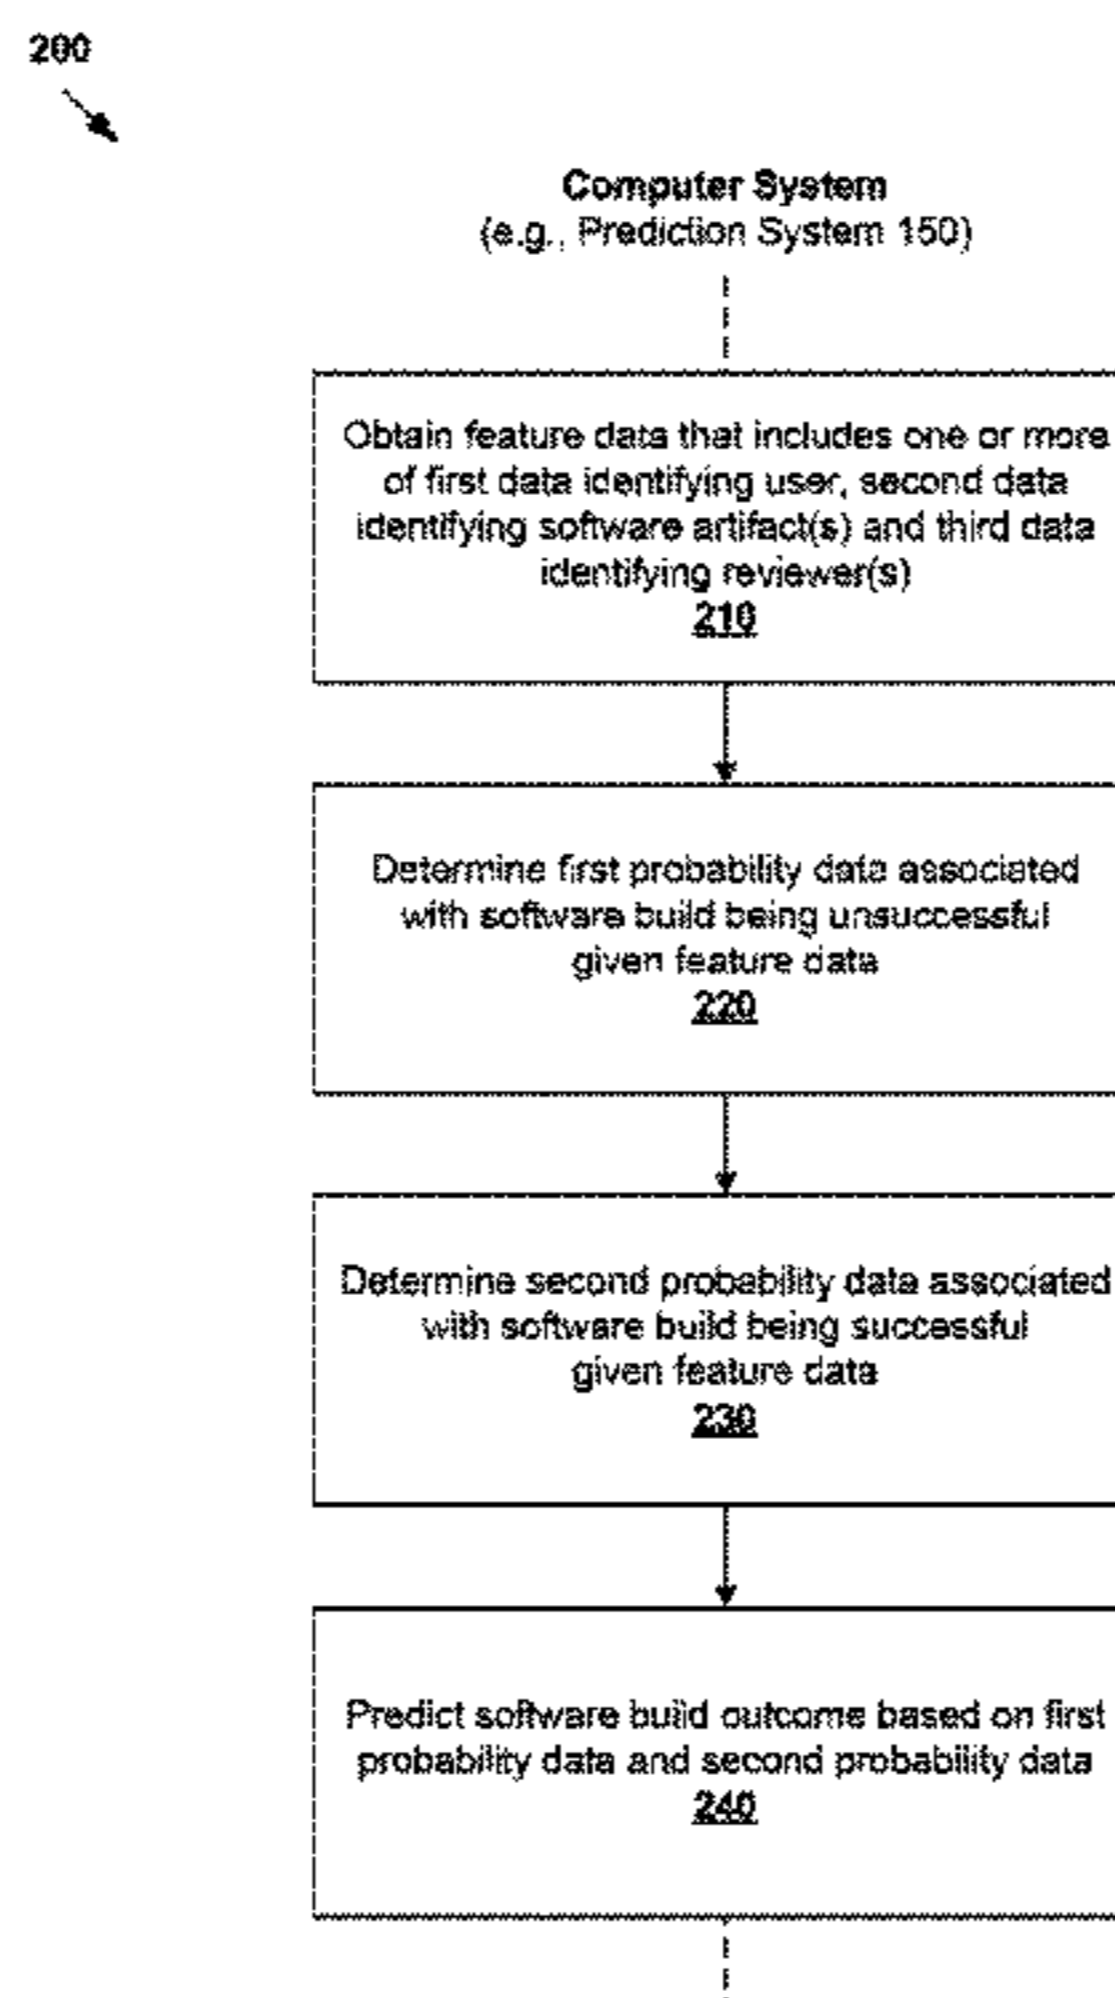 200
Computer System
(e.g., Prediction System 150)
Obtain feature data that includes one or more
of first data identifying user, second data
identifying software artifact(s) and third data
identifying reviewer(s)
210
Determine first probability data associated
with software build being unsuccessful
given feature data
220
Determine second probability data associated
with software build being successful
given feature data
230
Predict software build outcome based on first
probability data and second probability data
240